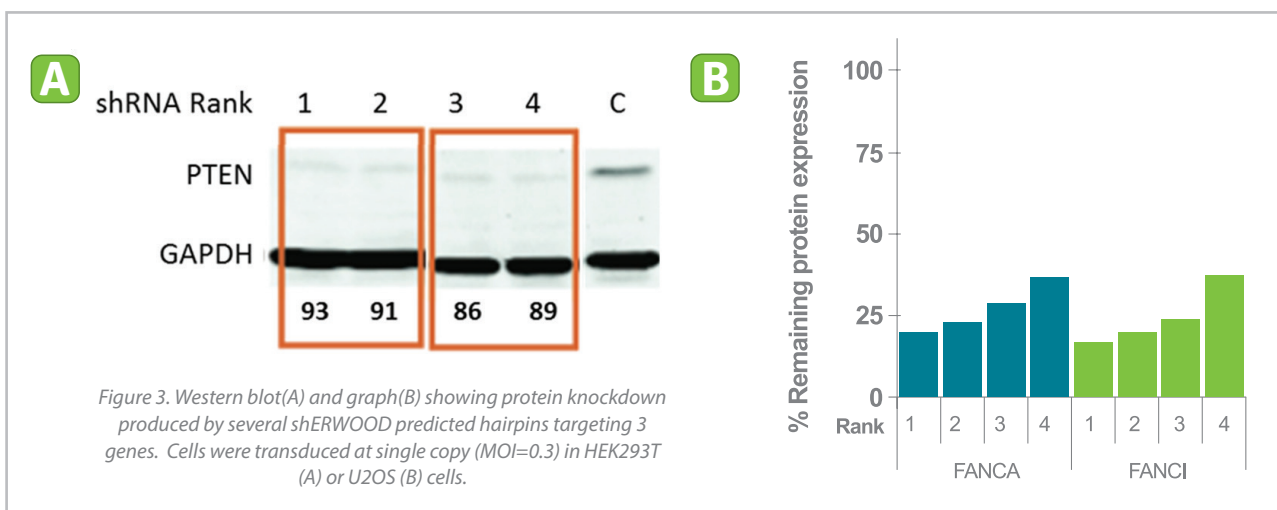 A
shRNA Rank 1 2 3 4 C
PTEN
GAPDH
93 91 86 89
Figure 3. Western blot(A) and graph(B) showing protein knockdown
produced by several shERWOOD predicted hairpins targeting 3
genes. Cells were transduced at single copy (MOI=0.3) in HEK293T
(A) or U2OS (B) cells.
B
% Remaining protein expression
100
75
50
25
0
Rank 1 2 3 4 1 2 3 4
FANCA FANCI